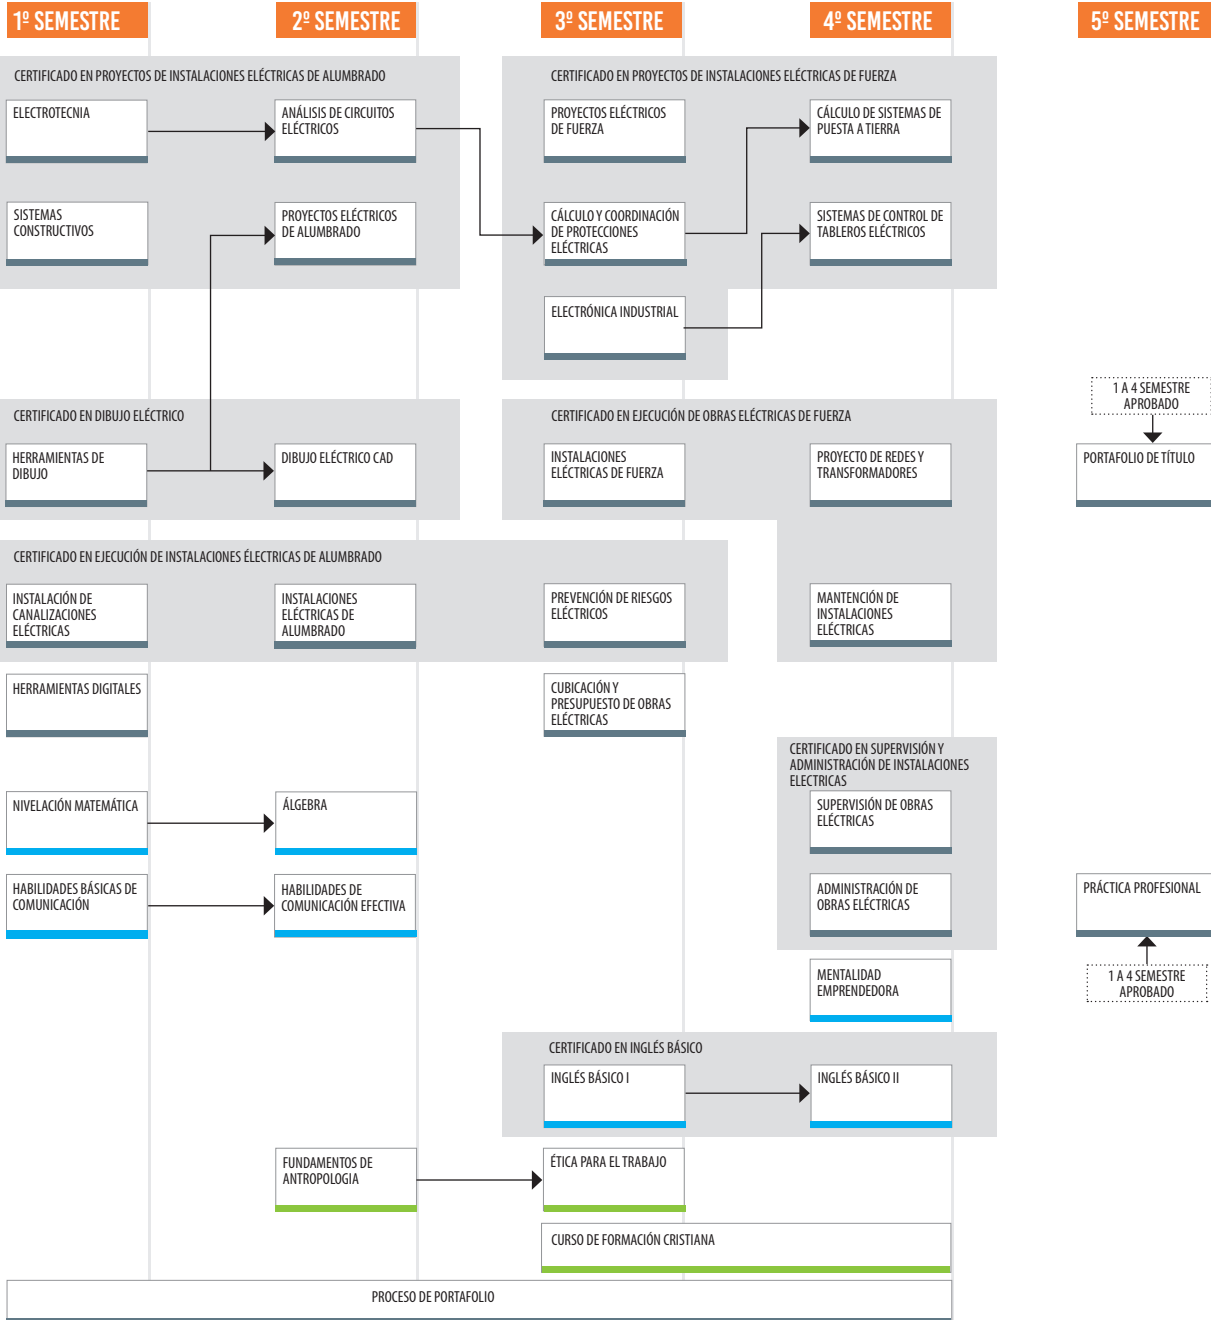 1º SEMESTRE
2º SEMESTRE
3º SEMESTRE
4º SEMESTRE
5º SEMESTRE
CERTIFICADO EN PROYECTOS DE INSTALACIONES ELÉCTRICAS DE ALUMBRADO
CERTIFICADO EN PROYECTOS DE INSTALACIONES ELÉCTRICAS DE FUERZA
ELECTROTECNIA
ANÁLISIS DE CIRCUITOS
ELÉCTRICOS
PROYECTOS ELÉCTRICOS
DE FUERZA
CÁLCULO DE SISTEMAS DE
PUESTA A TIERRA
SISTEMAS
CONSTRUCTIVOS
PROYECTOS ELÉCTRICOS
DE ALUMBRADO
CÁLCULO Y COORDINACIÓN
DE PROTECCIONES
ELÉCTRICAS
SISTEMAS DE CONTROL DE
TABLEROS ELÉCTRICOS
ELECTRÓNICA INDUSTRIAL
1 A 4 SEMESTRE
APROBADO
CERTIFICADO EN DIBUJO ELÉCTRICO
CERTIFICADO EN EJECUCIÓN DE OBRAS ELÉCTRICAS DE FUERZA
HERRAMIENTAS DE
DIBUJO
DIBUJO ELÉCTRICO CAD
INSTALACIONES
ELÉCTRICAS DE FUERZA
PROYECTO DE REDES Y
TRANSFORMADORES
PORTAFOLIO DE TÍTULO
CERTIFICADO EN EJECUCIÓN DE INSTALACIONES ÉLECTRICAS DE ALUMBRADO
INSTALACIÓN DE
CANALIZACIONES
ELÉCTRICAS
INSTALACIONES
ELÉCTRICAS DE
ALUMBRADO
PREVENCIÓN DE RIESGOS
ELÉCTRICOS
MANTENCIÓN DE
INSTALACIONES
ELÉCTRICAS
HERRAMIENTAS DIGITALES
CUBICACIÓN Y
PRESUPUESTO DE OBRAS
ELÉCTRICAS
CERTIFICADO EN SUPERVISIÓN Y
ADMINISTRACIÓN DE INSTALACIONES
ELECTRICAS
NIVELACIÓN MATEMÁTICA
ÁLGEBRA
SUPERVISIÓN DE OBRAS
ELÉCTRICAS
HABILIDADES BÁSICAS DE
COMUNICACIÓN
HABILIDADES DE
COMUNICACIÓN EFECTIVA
ADMINISTRACIÓN DE
OBRAS ELÉCTRICAS
PRÁCTICA PROFESIONAL
MENTALIDAD
EMPRENDEDORA
1 A 4 SEMESTRE
APROBADO
CERTIFICADO EN INGLÉS BÁSICO
INGLÉS BÁSICO I
INGLÉS BÁSICO II
FUNDAMENTOS DE
ANTROPOLOGIA
ÉTICA PARA EL TRABAJO
CURSO DE FORMACIÓN CRISTIANA
PROCESO DE PORTAFOLIO